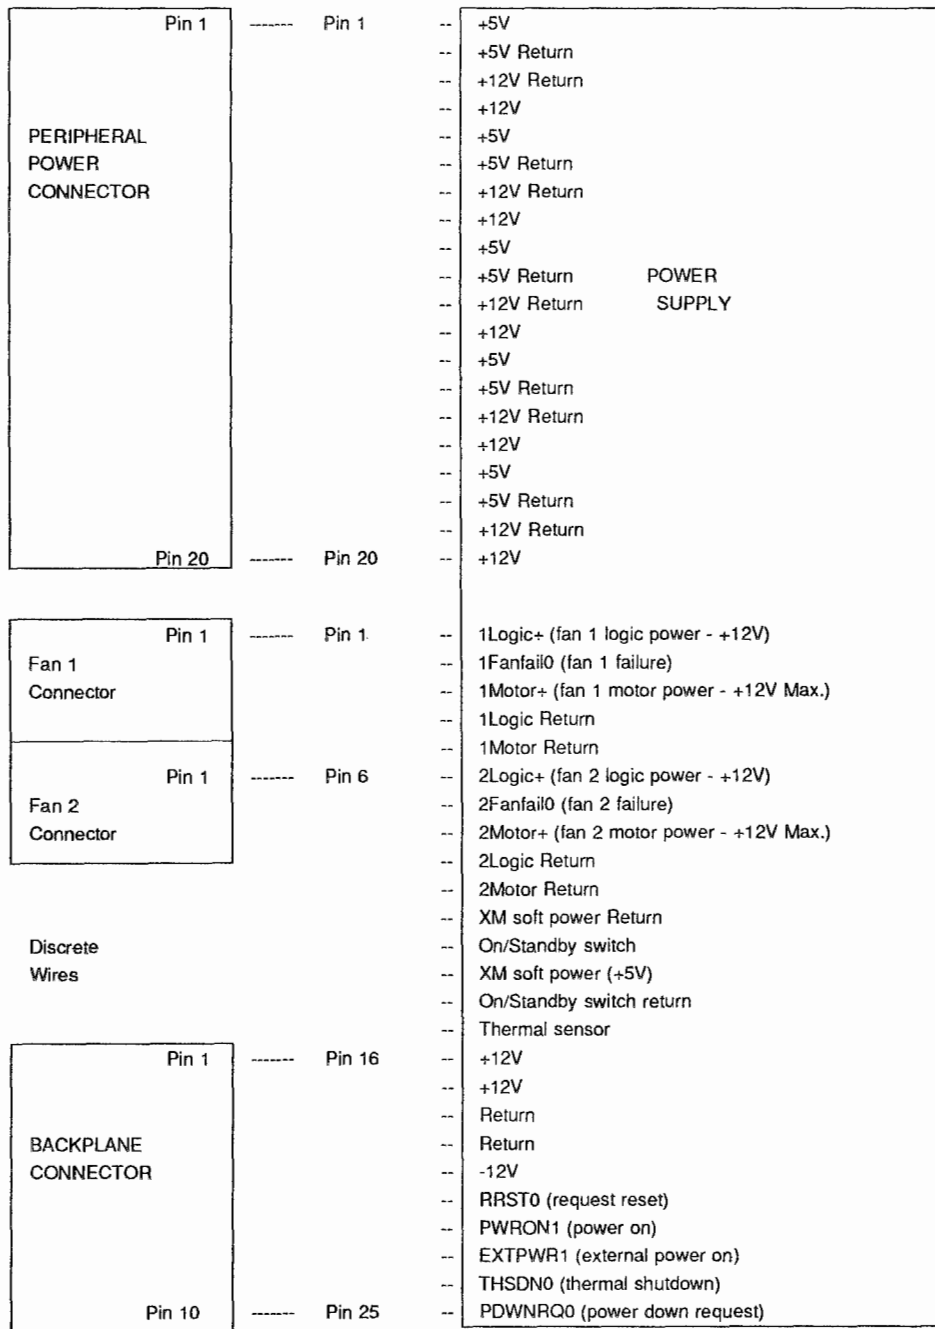 Pin 1 ------- Pin 1 -- +5V
-- +5V Return
-- +12V Return
-- +12V
PERIPHERAL -- +5V
POWER -- +5V Return
CONNECTOR -- +12V Return
-- +12V
-- +5V
-- +5V Return POWER
-- +12V Return SUPPLY
-- +12V
-- +5V
-- +5V Return
-- +12V Return
-- +12V
-- +5V
-- +5V Return
-- +12V Return
Pin 20 ------- Pin 20 -- +12V
Pin 1 ------- Pin 1 -- 1Logic+ (fan 1 logic power - +12V)
Fan 1 -- 1Fanfail0 (fan 1 failure)
Connector -- 1Motor+ (fan 1 motor power - +12V Max.)
-- 1Logic Return
-- 1Motor Return
Pin 1 ------- Pin 6 -- 2Logic+ (fan 2 logic power - +12V)
Fan 2 -- 2Fanfail0 (fan 2 failure)
Connector -- 2Motor+ (fan 2 motor power - +12V Max.)
-- 2Logic Return
-- 2Motor Return
-- XM soft power Return
Discrete -- On/Standby switch
Wires -- XM soft power (+5V)
-- On/Standby switch return
-- Thermal sensor
Pin 1 ------- Pin 16 -- +12V
-- +12V
-- Return
BACKPLANE -- Return
CONNECTOR -- -12V
-- RRST0 (request reset)
-- PWRON1 (power on)
-- EXTPWR1 (external power on)
-- THSDN0 (thermal shutdown)
Pin 10 ------- Pin 25 -- PDWNRQ0 (power down request)